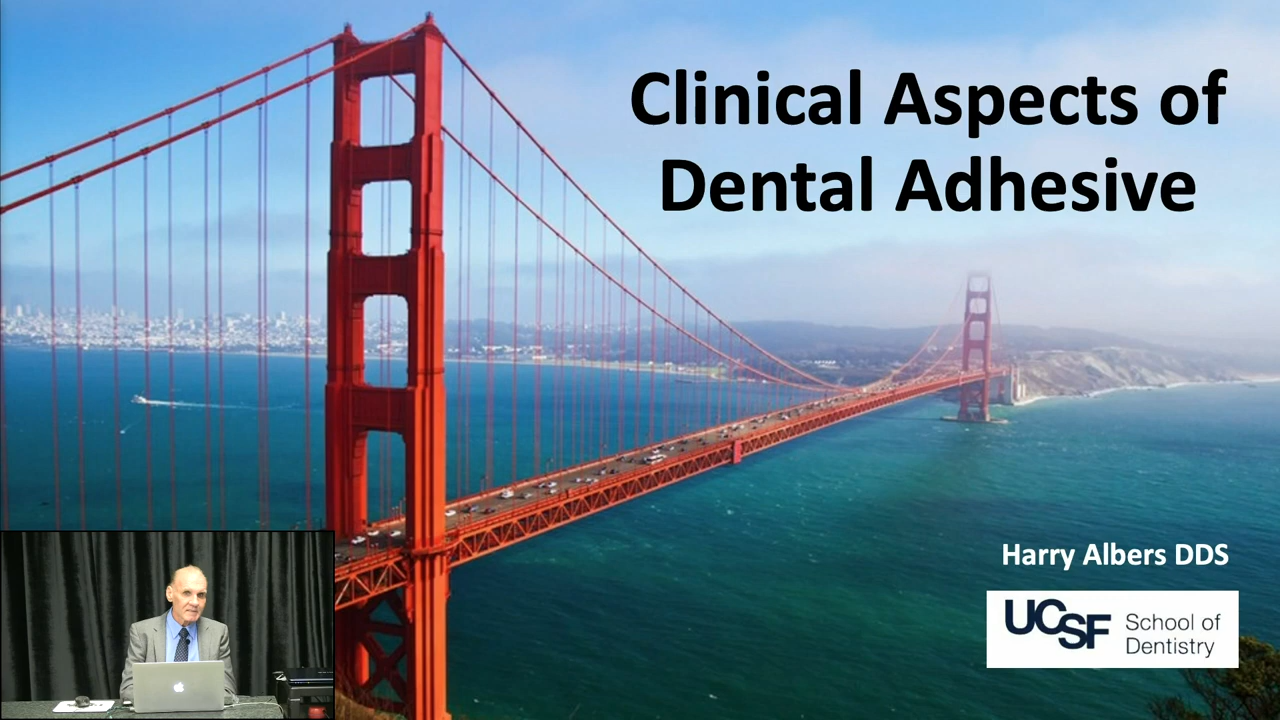 Clinical Aspects of
Dental Adhesive
Harry Albers DDS
UCSF School of
Dentistry